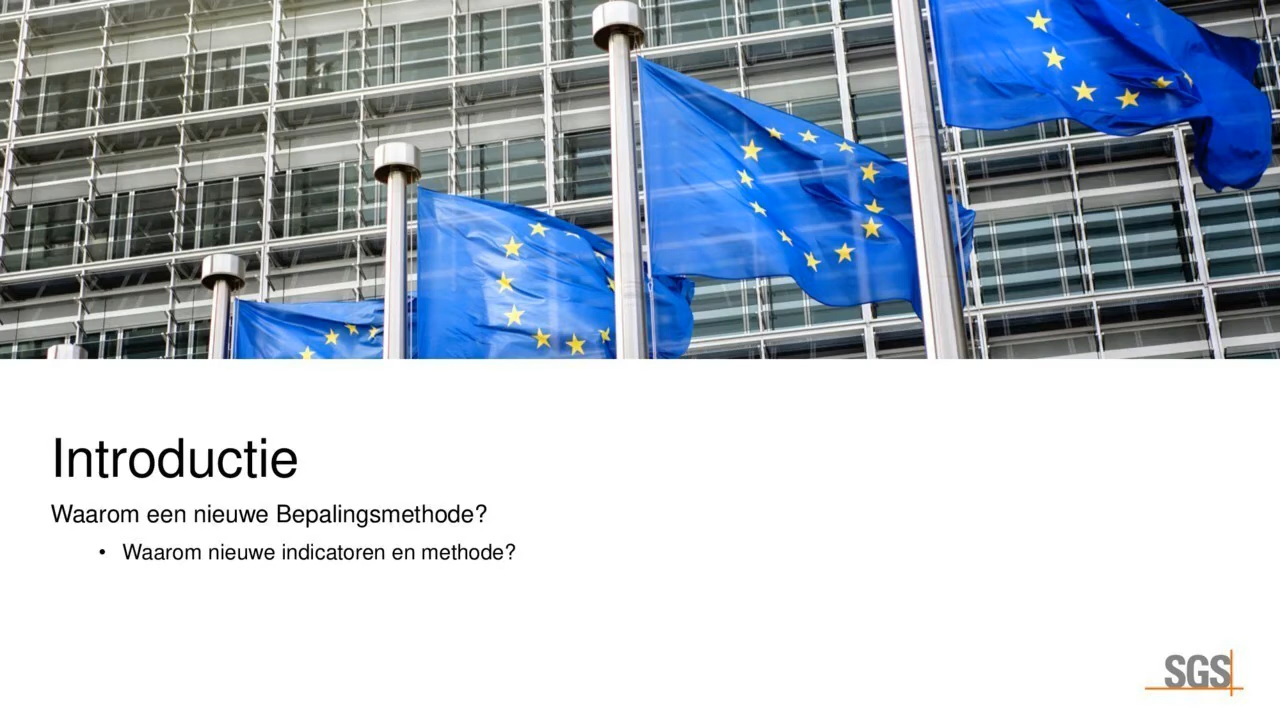 Introductie
Waarom een nieuwe Bepalingsmethode?
• Waarom nieuwe indicatoren en methode?
SGS